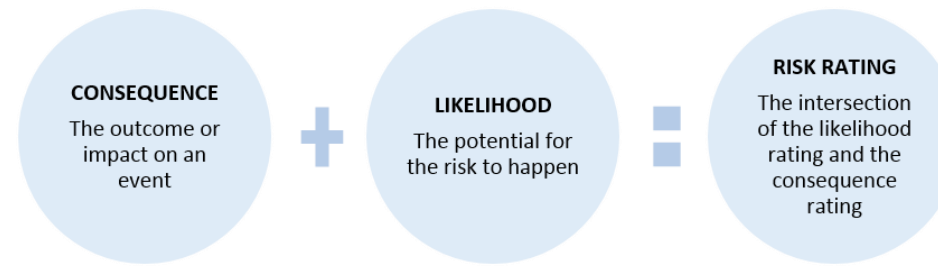 CONSEQUENCE
The outcome or
impact on an
event
LIKELIHOOD
The potential for
the risk to happen
RISK RATING
The intersection
of the likelihood
rating and the
consequence
rating